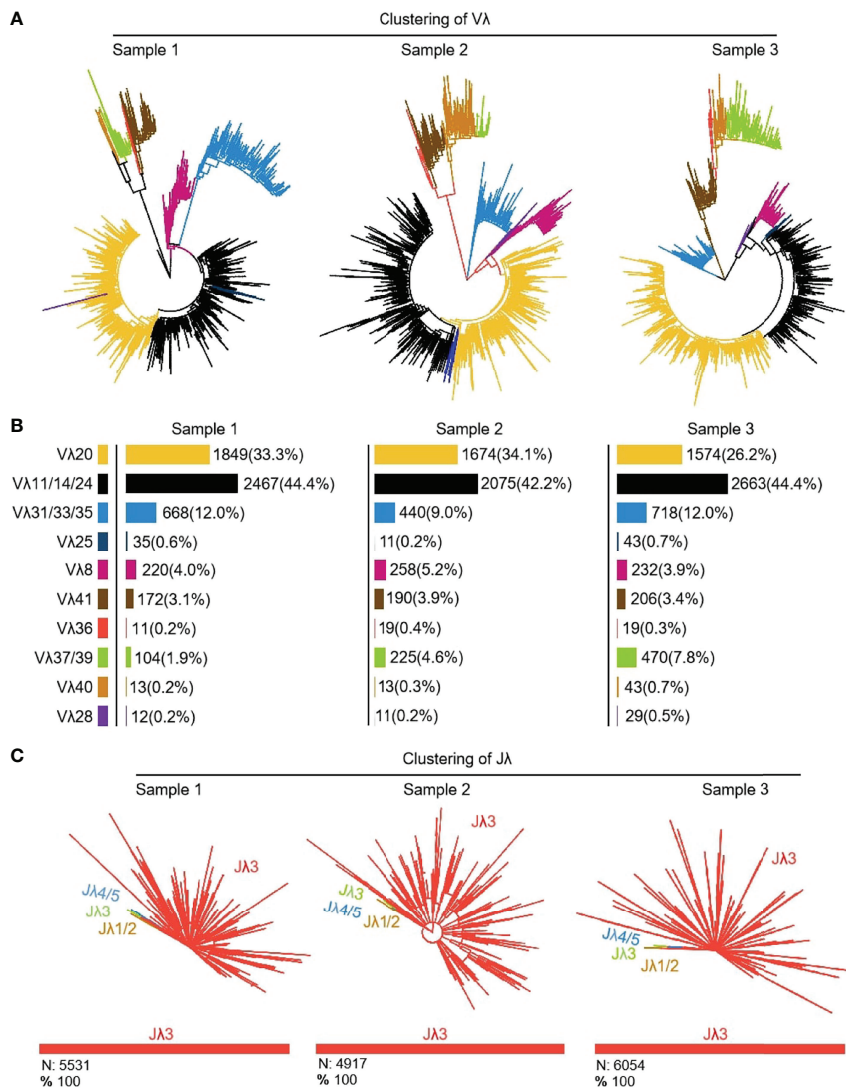 A
Clustering of Vλ
Sample 1 Sample 2 Sample 3
B
Sample 1 Sample 2 Sample 3
Vλ20 1849(33.3%) 1674(34.1%) 1574(26.2%)
Vλ11/14/24 2467(44.4%) 2075(42.2%) 2663(44.4%)
Vλ31/33/35 668(12.0%) 440(9.0%) 718(12.0%)
Vλ25 35(0.6%) 11(0.2%) 43(0.7%)
Vλ8 220(4.0%) 258(5.2%) 232(3.9%)
Vλ41 172(3.1%) 190(3.9%) 206(3.4%)
Vλ36 11(0.2%) 19(0.4%) 19(0.3%)
Vλ37/39 104(1.9%) 225(4.6%) 470(7.8%)
Vλ40 13(0.2%) 13(0.3%) 43(0.7%)
Vλ28 12(0.2%) 11(0.2%) 29(0.5%)
C
Clustering of Jλ
Sample 1 Sample 2 Sample 3
Jλ3 Jλ3 Jλ3
Jλ4/5 Jλ3 Jλ4/5
Jλ3 Jλ4/5 Jλ3
Jλ1/2 Jλ1/2 Jλ1/2
Jλ3 Jλ3 Jλ3
N: 5531 N: 4917 N: 6054
% 100 % 100 % 100